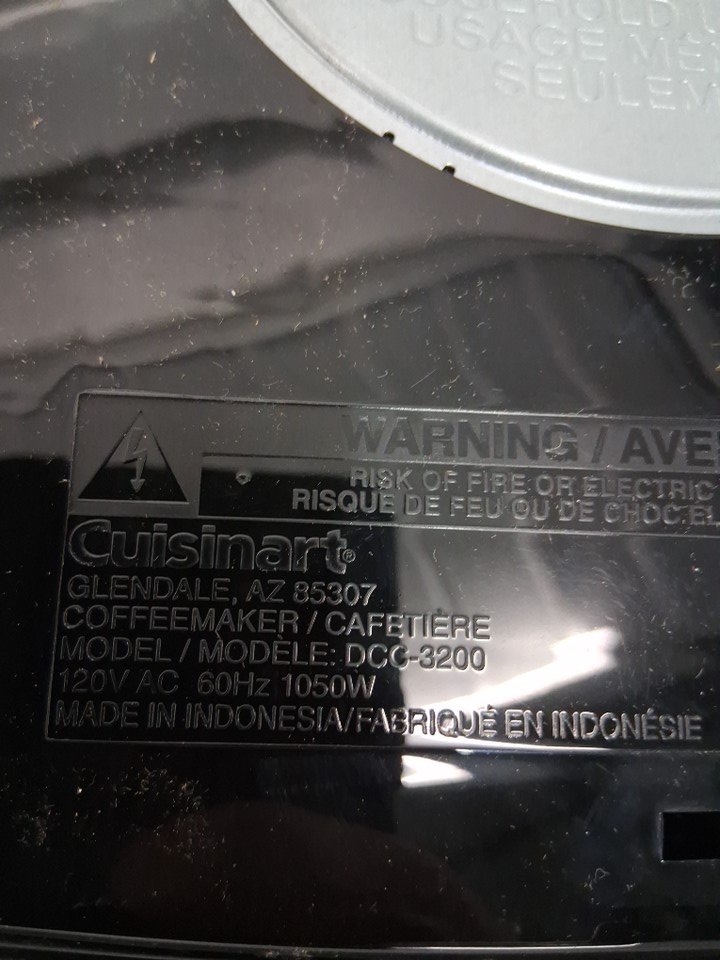 USAGE
SEULEM
WARNING / AVE
RISK OF FIRE OR ELECTRIC
RISQUE DE FEU OU DE CHOC EL
Cuisinart®
GLENDALE, AZ 85307
COFFEEMAKER / CAFETIÈRE
MODEL / MODÈLE: DCC-3200
120V AC 60Hz 1050W
MADE IN INDONESIA/FABRIQUÉ EN INDONÉSIE